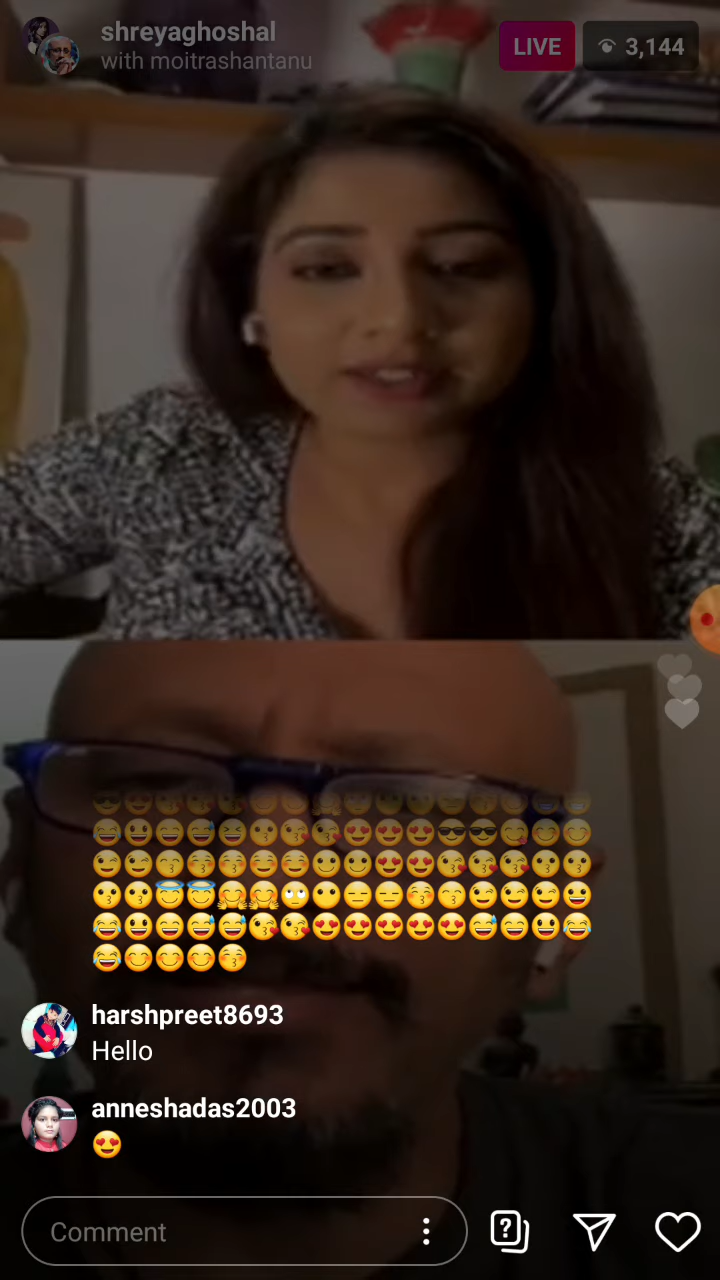 shreyaghoshal
with moitrashantanu
LIVE
3,144
harshpreet8693
Hello
anneshadas2003
😍
Comment